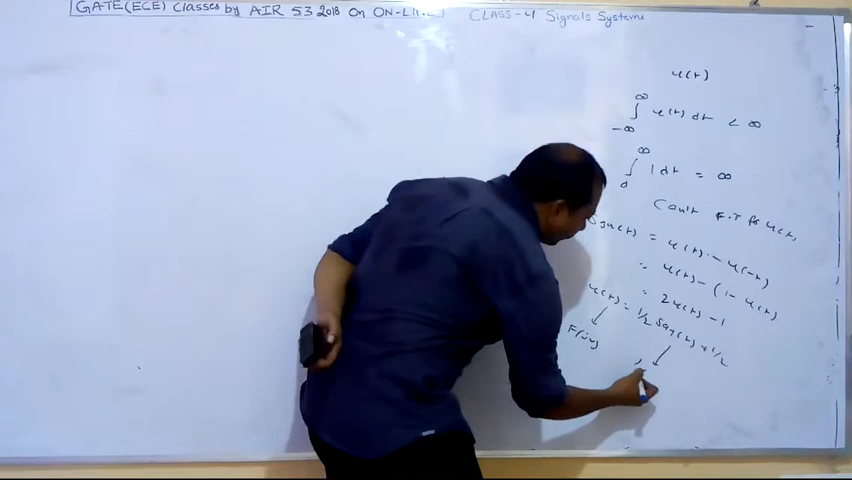 GATE(ECE) Classes by AIR 53 2018 on ON-LINE
CLASS-4 Signals & Systems
u(t)
∞
∫ u(t) dt < ∞
-∞
∞
∫ 1 dt = ∞
0
Can't F.T for u(t),
Sgn(t) = u(t) - u(-t)
= u(t) - (1 - u(t)
= 2u(t) - 1
u(t) = 1/2 Sgn(t) + 1/2
F(jω)